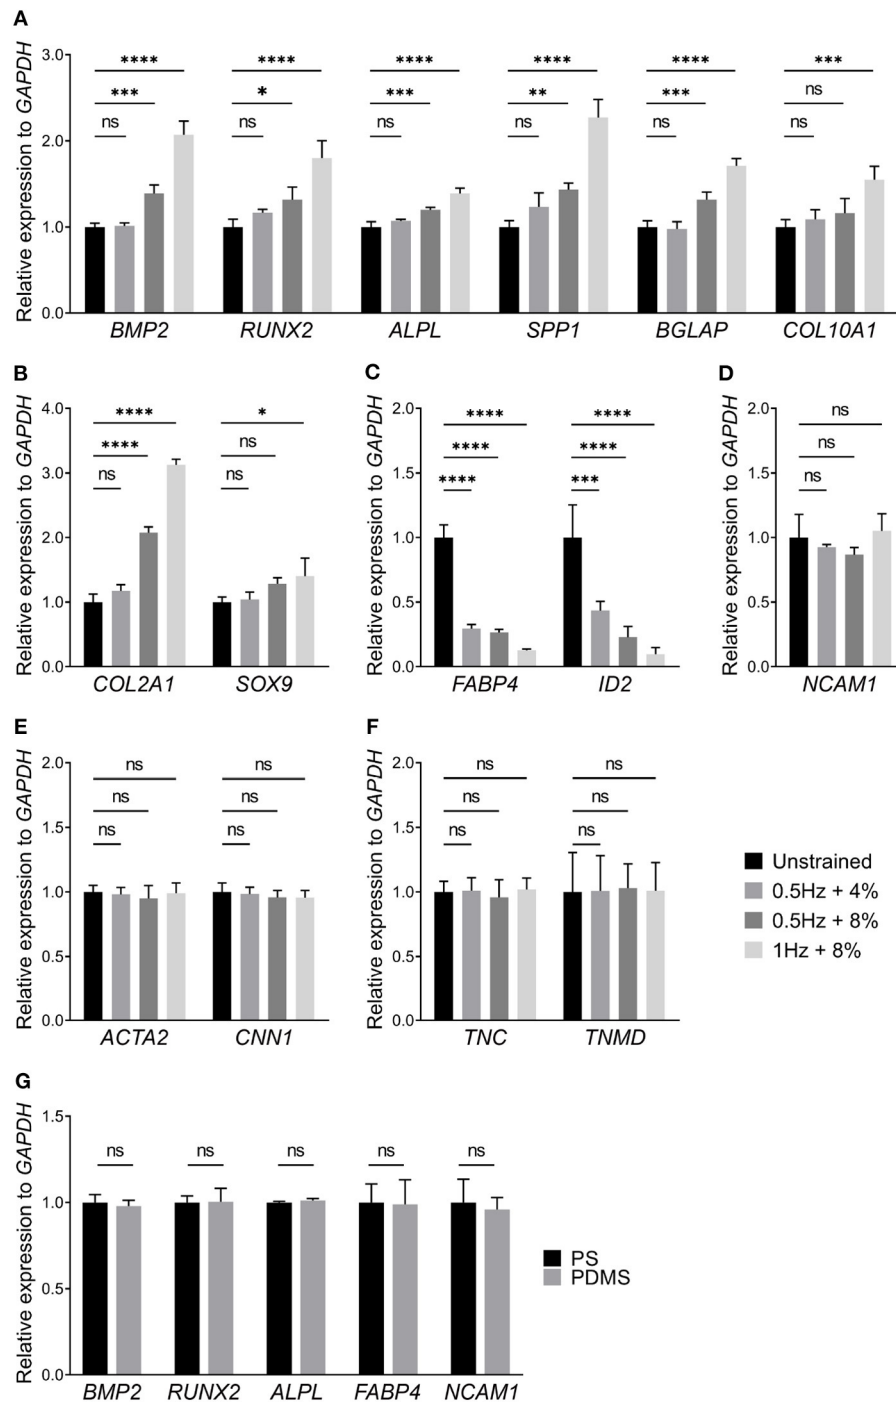 A
Relative expression to GAPDH
3.0
2.0
1.0
0.0
**** **** **** **** **** ***
*** * *** ** *** ns
ns ns ns ns ns ns
BMP2 RUNX2 ALPL SPP1 BGLAP COL10A1
B
Relative expression to GAPDH
4.0
3.0
2.0
1.0
0.0
**** *
**** ns
ns ns
COL2A1 SOX9
C
Relative expression to GAPDH
2.0
1.5
1.0
0.5
0.0
**** ****
**** ****
**** ***
FABP4 ID2
D
Relative expression to GAPDH
2.0
1.5
1.0
0.5
0.0
ns
ns
ns
NCAM1
E
Relative expression to GAPDH
2.0
1.5
1.0
0.5
0.0
ns ns
ns ns
ns ns
ACTA2 CNN1
F
Relative expression to GAPDH
2.0
1.5
1.0
0.5
0.0
ns ns
ns ns
ns ns
TNC TNMD
Unstrained
0.5Hz + 4%
0.5Hz + 8%
1Hz + 8%
G
Relative expression to GAPDH
1.5
1.0
0.5
0.0
ns ns ns ns ns
BMP2 RUNX2 ALPL FABP4 NCAM1
PS
PDMS